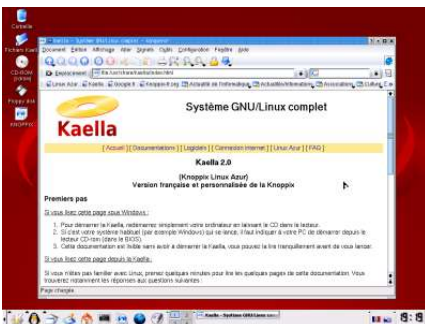 Corbeille
Kaella - Système GNU/Linux complet - Konqueror
Document Édition Affichage Aller Signets Outils Configuration Fenêtre Aide
CD-ROM
KNOPPIX
Système GNU/Linux complet
Kaella
[ Accueil ] [ Documentations ] [ Logiciels ] [ Connexion Internet ] [ Linux Azur ] [ FAQ ]
Kaella 2.0
(Knoppix Linux Azur)
Version française et personnalisée de la Knoppix
Premiers pas
Si vous lisez cette page sous Windows :
1. Pour démarrer la Kaella, redémarrez simplement votre ordinateur en laissant le CD dans le lecteur.
2. Si c'est votre système habituel (par exemple Windows) qui se lance, il faut indiquer à votre PC de démarrer depuis le
lecteur CD-rom (dans le BIOS).
3. Cette documentation est lisible sans avoir à démarrer la Kaella, vous pouvez la lire tranquillement avant de vous lancer.
Si vous lisez cette page depuis la Kaella :
Si vous n'êtes pas familier avec Linux, prenez quelques minutes pour lire les quelques pages de cette documentation. Vous
trouverez notamment les réponses aux questions suivantes :
Page chargée.
Kaella - Système GNU/Linux